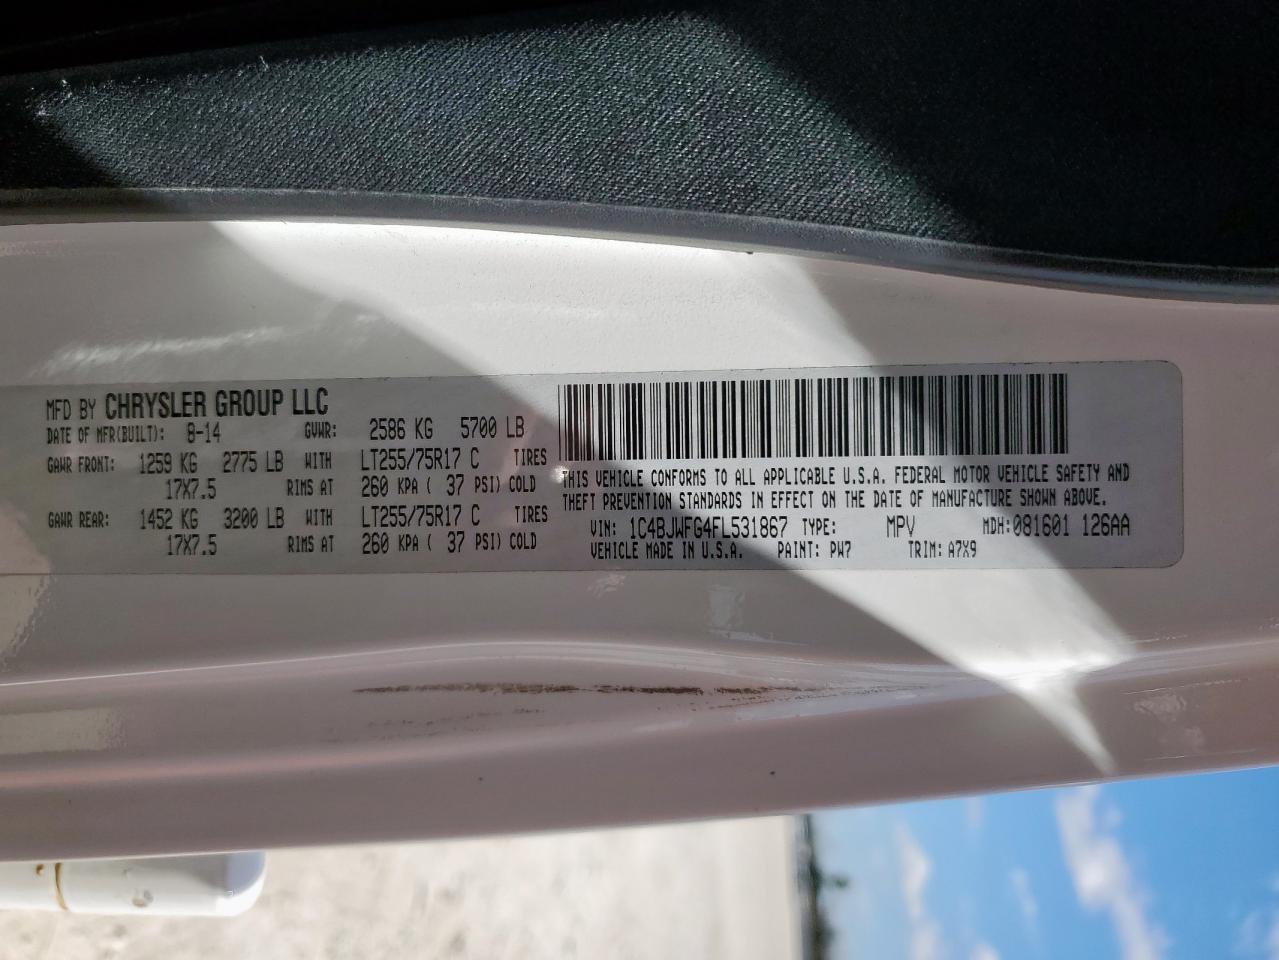 MFD BY CHRYSLER GROUP LLC
DATE OF MFR(BUILT): 8-14 GVWR: 2586 KG 5700 LB
GAWR FRONT: 1259 KG 2775 LB WITH LT255/75R17 C TIRES
17X7.5 RIMS AT 260 KPA ( 37 PSI) COLD
GAWR REAR: 1452 KG 3200 LB WITH LT255/75R17 C TIRES
17X7.5 RIMS AT 260 KPA ( 37 PSI) COLD
THIS VEHICLE CONFORMS TO ALL APPLICABLE U.S.A. FEDERAL MOTOR VEHICLE SAFETY AND
THEFT PREVENTION STANDARDS IN EFFECT ON THE DATE OF MANUFACTURE SHOWN ABOVE.
VIN: 1C4BJWFG4FL531867 TYPE: MPV MDH:081601 126AA
VEHICLE MADE IN U.S.A. PAINT: PW7 TRIM: A7X9